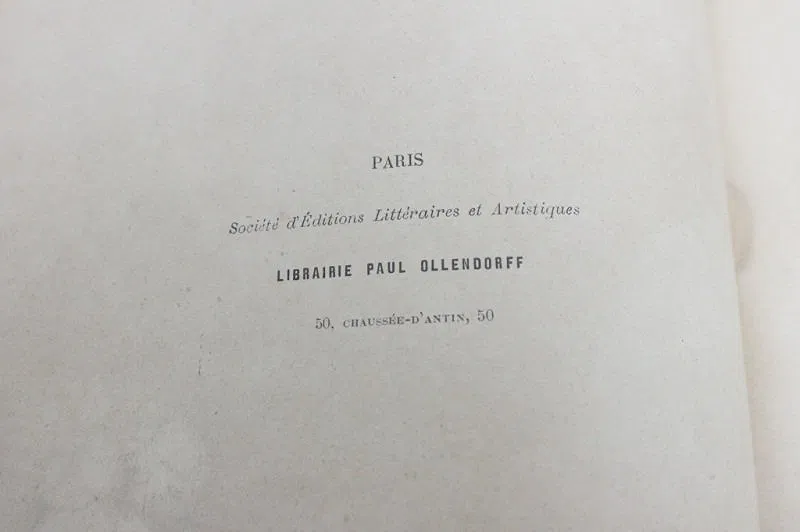 PARIS
Société d'Éditions Littéraires et Artistiques
LIBRAIRIE PAUL OLLENDORFF
50, CHAUSSÉE-D'ANTIN, 50